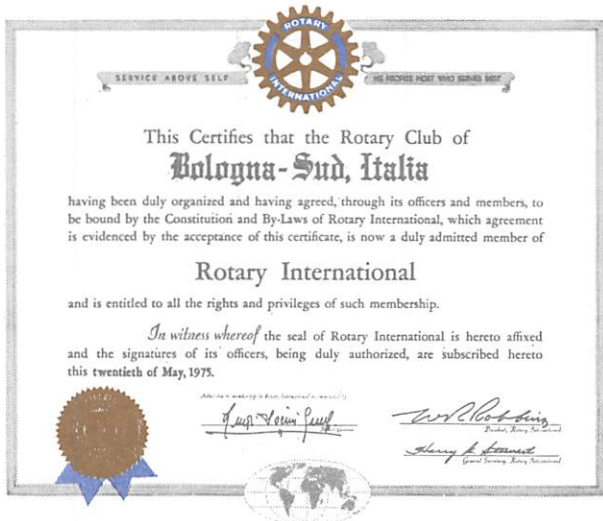 ROTARY
INTERNATIONAL
SERVICE ABOVE SELF
HE PROFITS MOST WHO SERVES BEST
This Certifies that the Rotary Club of
Bologna-Sud, Italia
having been duly organized and having agreed, through its officers and members, to
be bound by the Constitution and By-Laws of Rotary International, which agreement
is evidenced by the acceptance of this certificate, is now a duly admitted member of
Rotary International
and is entitled to all the rights and privileges of such membership.
In witness whereof the seal of Rotary International is hereto affixed
and the signatures of its officers, being duly authorized, are subscribed hereto
this twentieth of May, 1975.
President, Rotary International
General Secretary, Rotary International